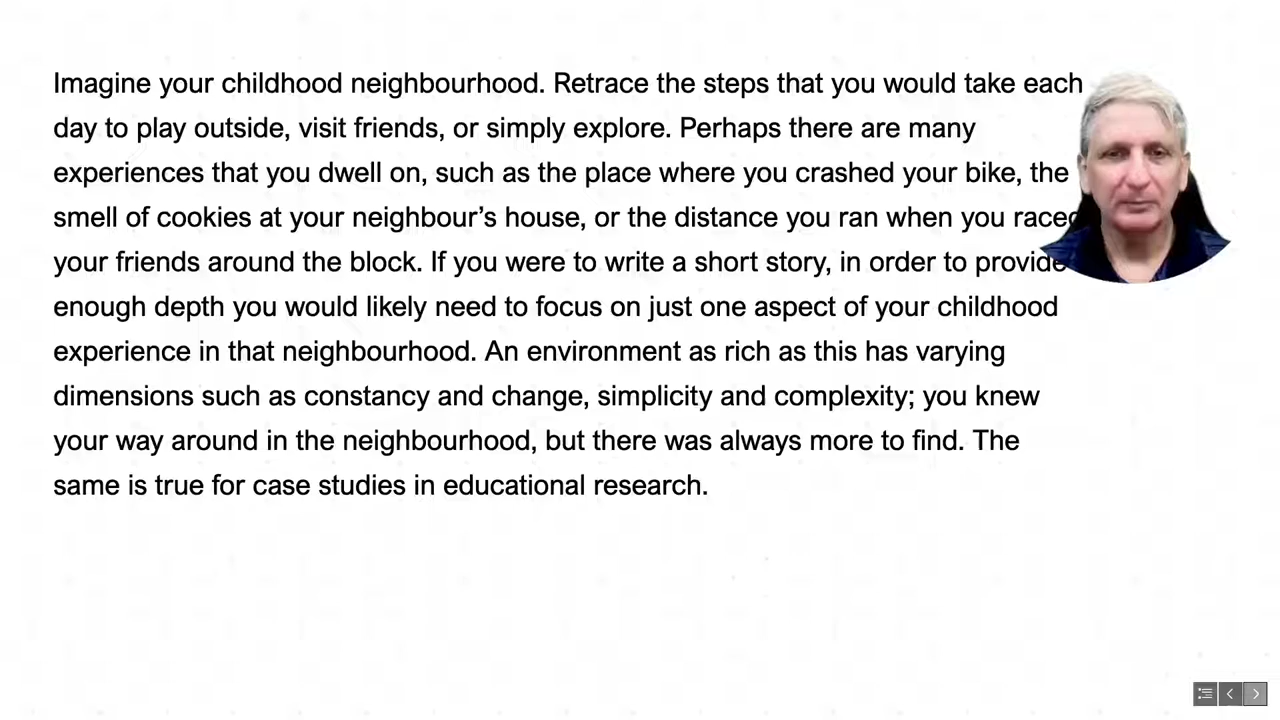 Imagine your childhood neighbourhood. Retrace the steps that you would take each
day to play outside, visit friends, or simply explore. Perhaps there are many
experiences that you dwell on, such as the place where you crashed your bike, the
smell of cookies at your neighbour’s house, or the distance you ran when you raced
your friends around the block. If you were to write a short story, in order to provide
enough depth you would likely need to focus on just one aspect of your childhood
experience in that neighbourhood. An environment as rich as this has varying
dimensions such as constancy and change, simplicity and complexity; you knew
your way around in the neighbourhood, but there was always more to find. The
same is true for case studies in educational research.